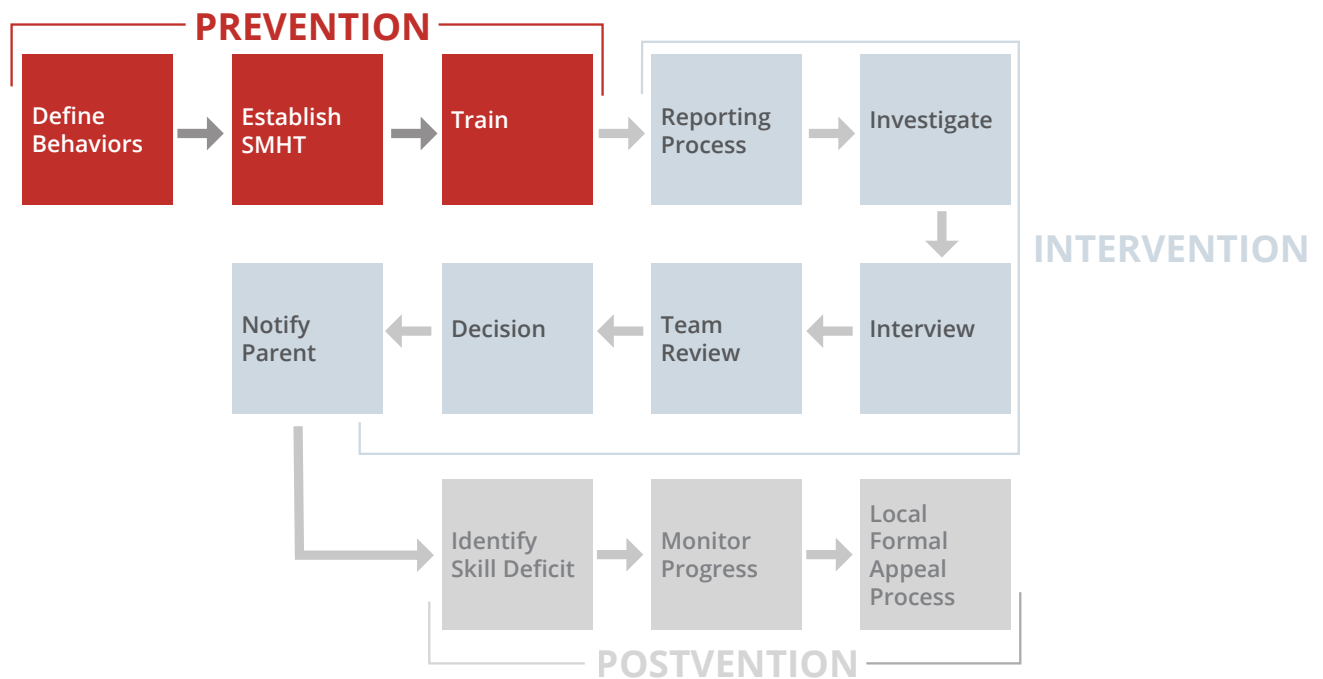 PREVENTION
Define
Behaviors
Establish
SMHT
Train
Reporting
Process
Investigate
INTERVENTION
Interview
Team
Review
Decision
Notify
Parent
Identify
Skill Deficit
Monitor
Progress
Local
Formal
Appeal
Process
POSTVENTION